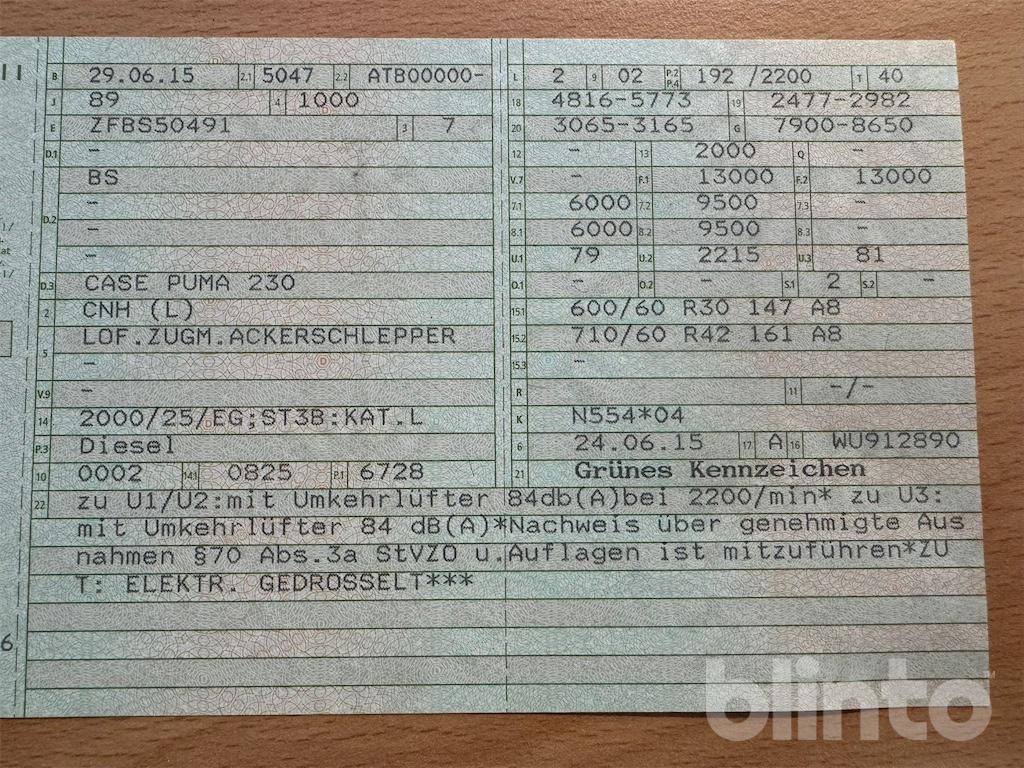 II B 29.06.15 2.1 5047 2.2 ATB00000- L 2 9 02 P.2 P.4 192 /2200 T 40
J 89 4 1000 18 4816-5773 19 2477-2982
E ZFBS50491 3 7 20 3065-3165 G 7900-8650
D.1 – 12 – 13 2000 Q –
BS V.7 – F.1 13000 F.2 13000
D.2 – 7.1 6000 7.2 9500 7.3 –
– 8.1 6000 8.2 9500 8.3 –
– U.1 79 U.2 2215 U.3 81
D.3 CASE PUMA 230 O.1 – O.2 – S.1 2 S.2 –
2 CNH (L) 15.1 600/60 R30 147 A8
5 LOF.ZUGM.ACKERSCHLEPPER 15.2 710/60 R42 161 A8
– 15.3 –
V.9 – R 11 -/-
14 2000/25/EG;ST3B:KAT.L K N554*04
P.3 Diesel 6 24.06.15 17 A 16 WU912890
10 0002 14.1 0825 P.1 6728 21 Grünes Kennzeichen
22 zu U1/U2:mit Umkehrlüfter 84db(A)bei 2200/min* zu U3:
mit Umkehrlüfter 84 dB(A)*Nachweis über genehmigte Aus
nahmen §70 Abs.3a StVZO u.Auflagen ist mitzuführen*ZU
T: ELEKTR. GEDROSSELT***
6
blinto